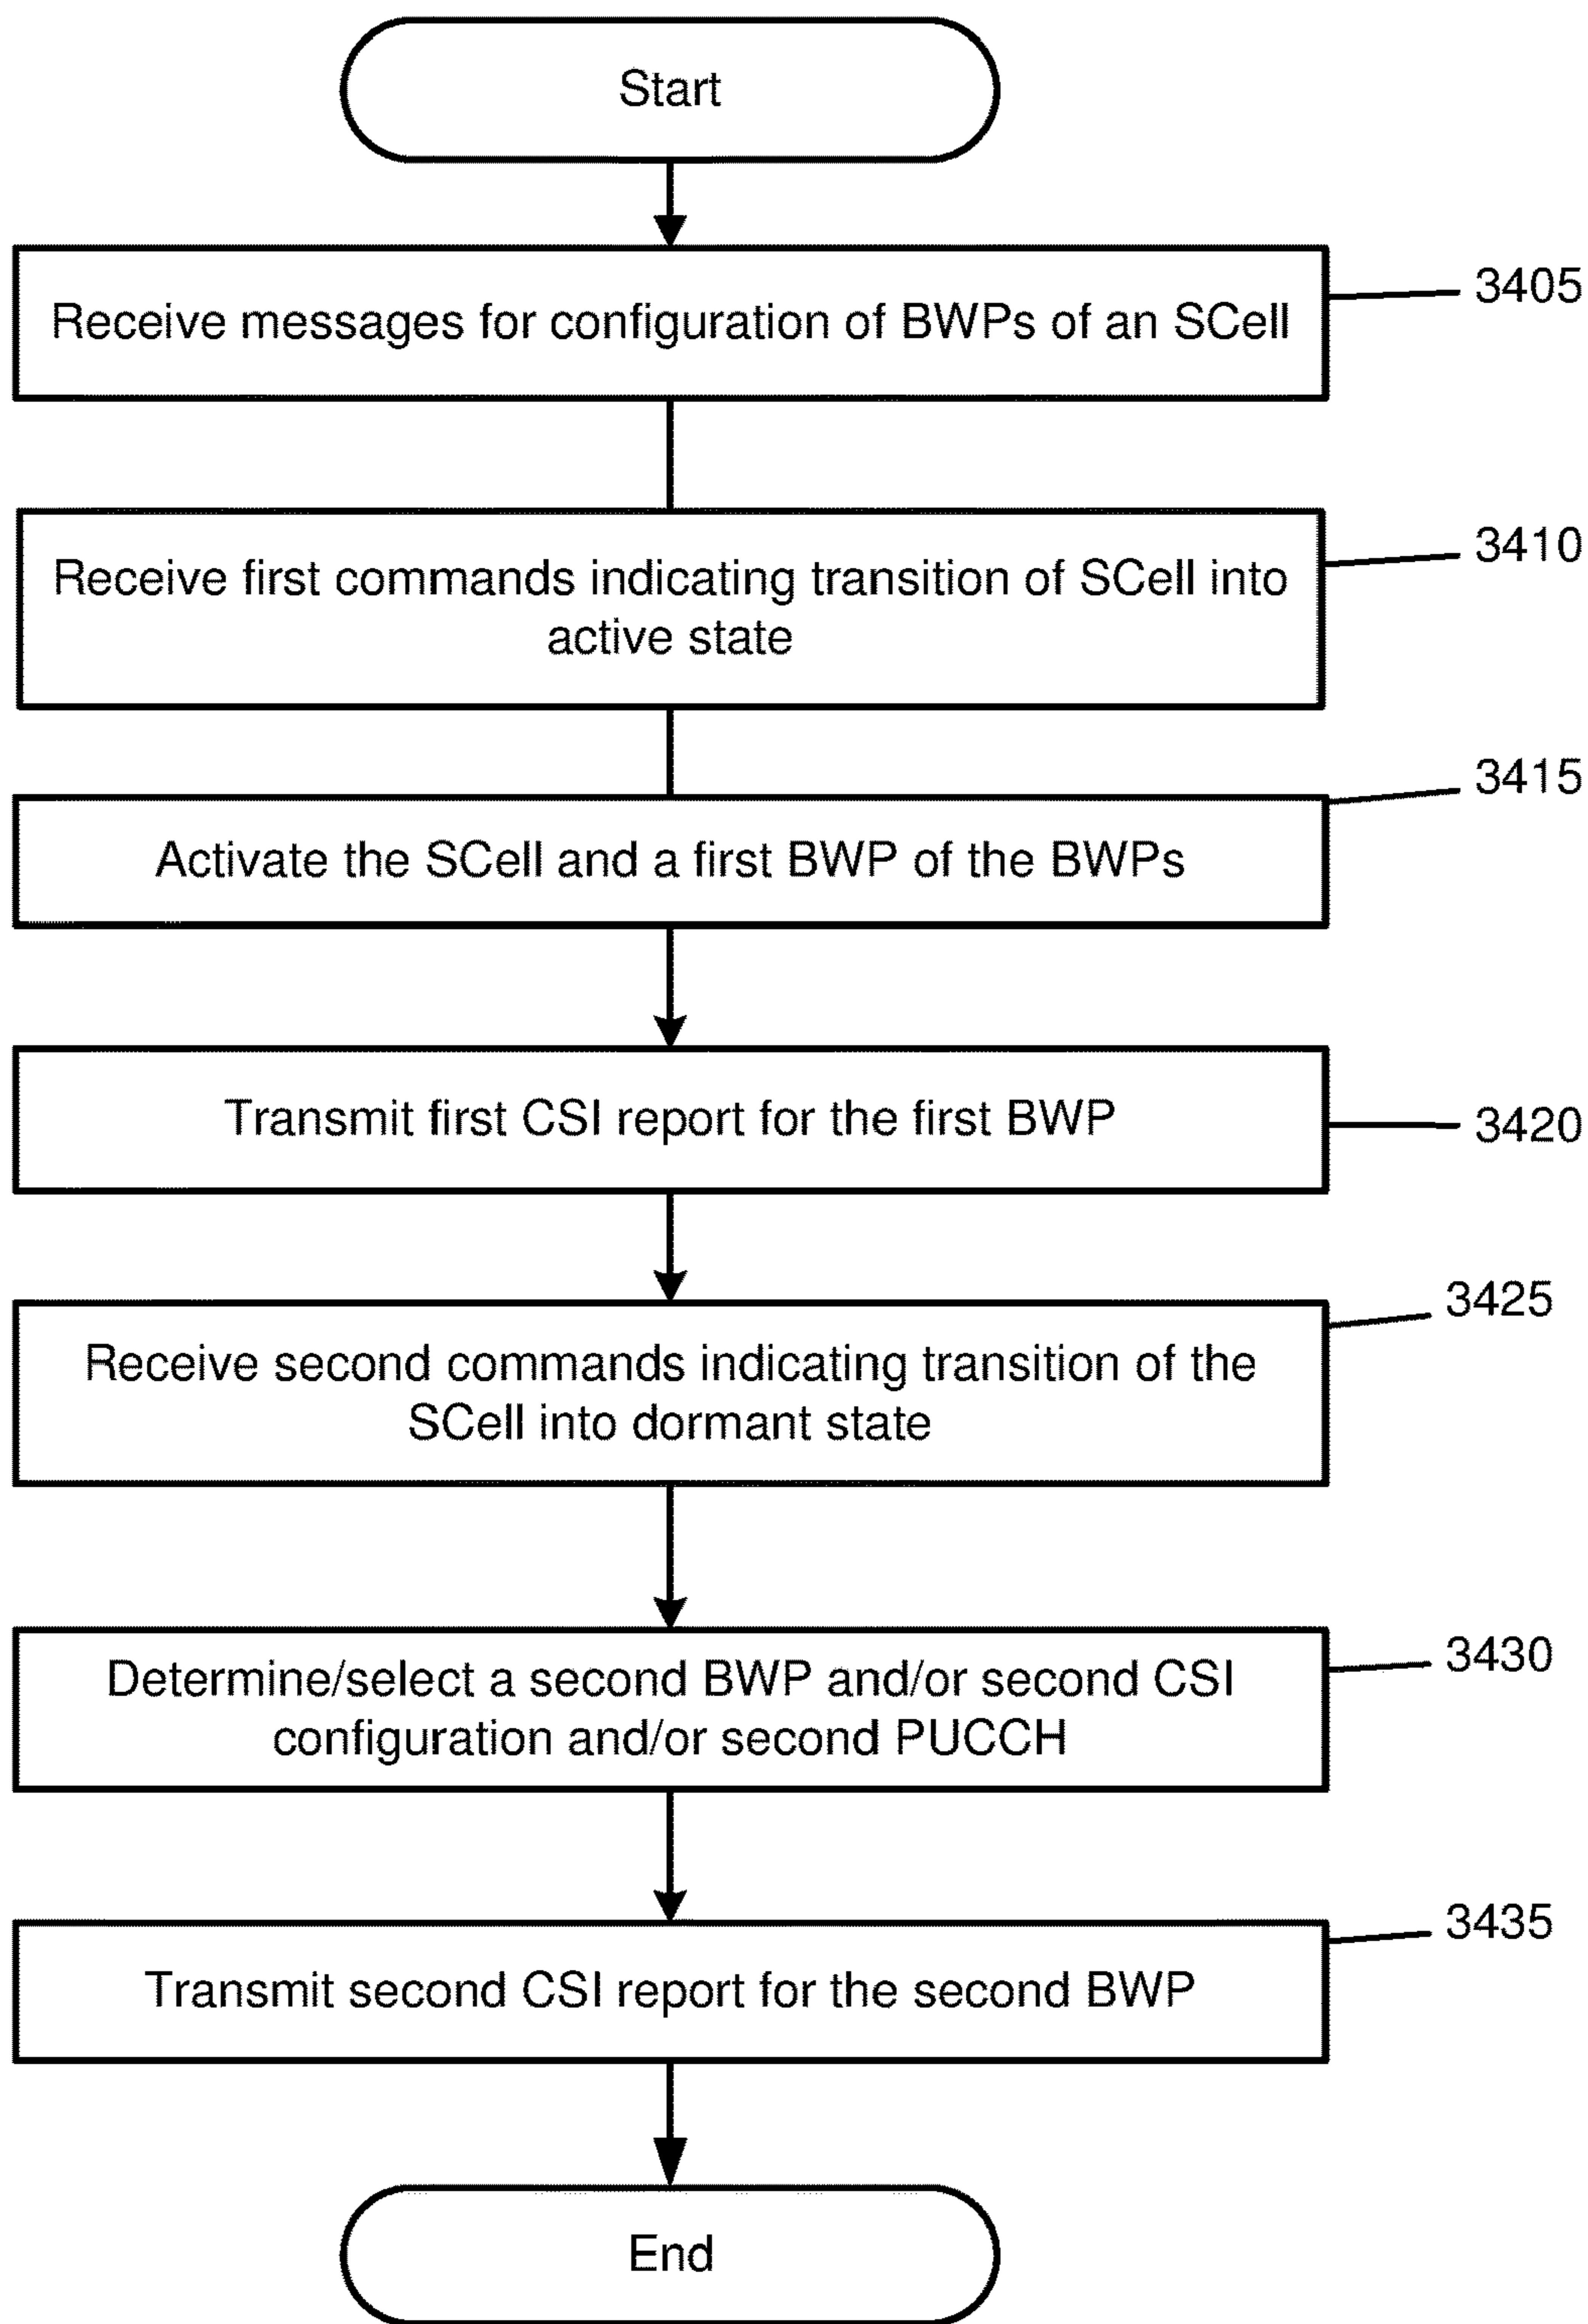 Start
Receive messages for configuration of BWPs of an SCell
3405
Receive first commands indicating transition of SCell into
active state
3410
Activate the SCell and a first BWP of the BWPs
3415
Transmit first CSI report for the first BWP
3420
Receive second commands indicating transition of the
SCell into dormant state
3425
Determine/select a second BWP and/or second CSI
configuration and/or second PUCCH
3430
Transmit second CSI report for the second BWP
3435
End